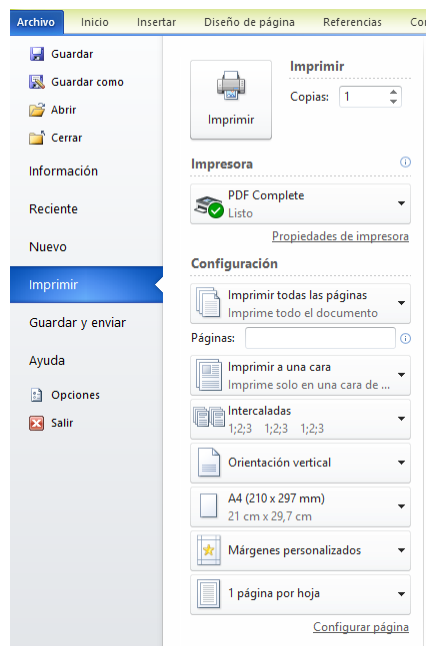 Archivo Inicio Insertar Diseño de página Referencias
Guardar
Guardar como
Abrir
Cerrar
Información
Reciente
Nuevo
Imprimir
Guardar y enviar
Ayuda
Opciones
Salir
Imprimir
Imprimir
Copias: 1
Impresora
PDF Complete
Listo
Propiedades de impresora
Configuración
Imprimir todas las páginas
Imprime todo el documento
Páginas:
Imprimir a una cara
Imprime solo en una cara de ...
Intercaladas
1;2;3 1;2;3 1;2;3
Orientación vertical
A4 (210 x 297 mm)
21 cm x 29,7 cm
Márgenes personalizados
1 página por hoja
Configurar página